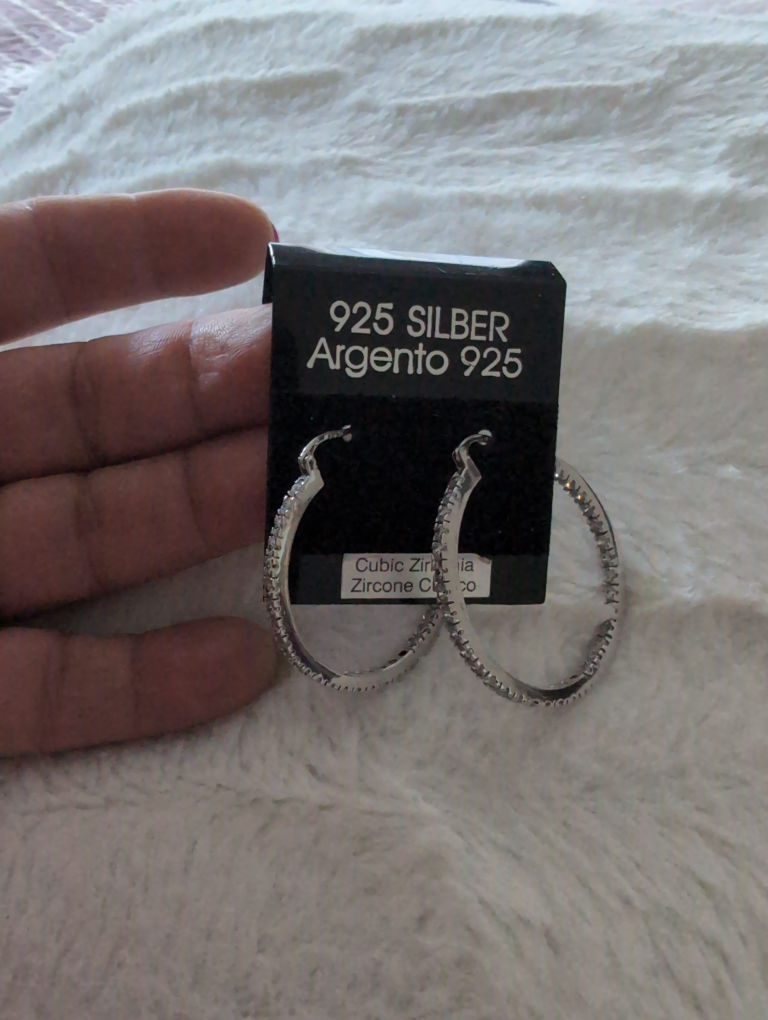 925 SILBER
Argento 925
Cubic
Zircone